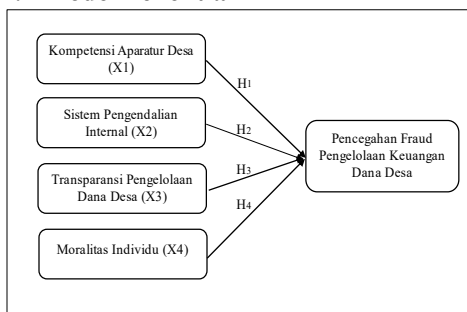 Kompetensi Aparatur Desa
(X1)
H1
Sistem Pengendalian
Internal (X2)
H2
Pencegahan Fraud
Pengelolaan Keuangan
Dana Desa
Transparansi Pengelolaan
Dana Desa (X3)
H3
H4
Moralitas Individu (X4)